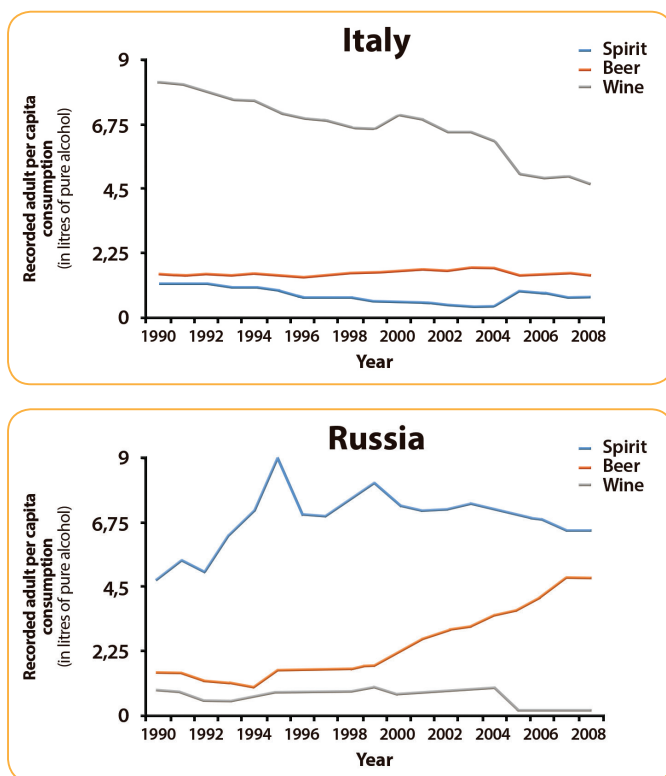 Italy
Spirit
Beer
Wine
Recorded adult per capita
consumption
(in litres of pure alcohol)
9
6,75
4,5
2,25
0
1990 1992 1994 1996 1998 2000 2002 2004 2006 2008
Year
Russia
Spirit
Beer
Wine
Recorded adult per capita
consumption
(in litres of pure alcohol)
9
6,75
4,5
2,25
0
1990 1992 1994 1996 1998 2000 2002 2004 2006 2008
Year